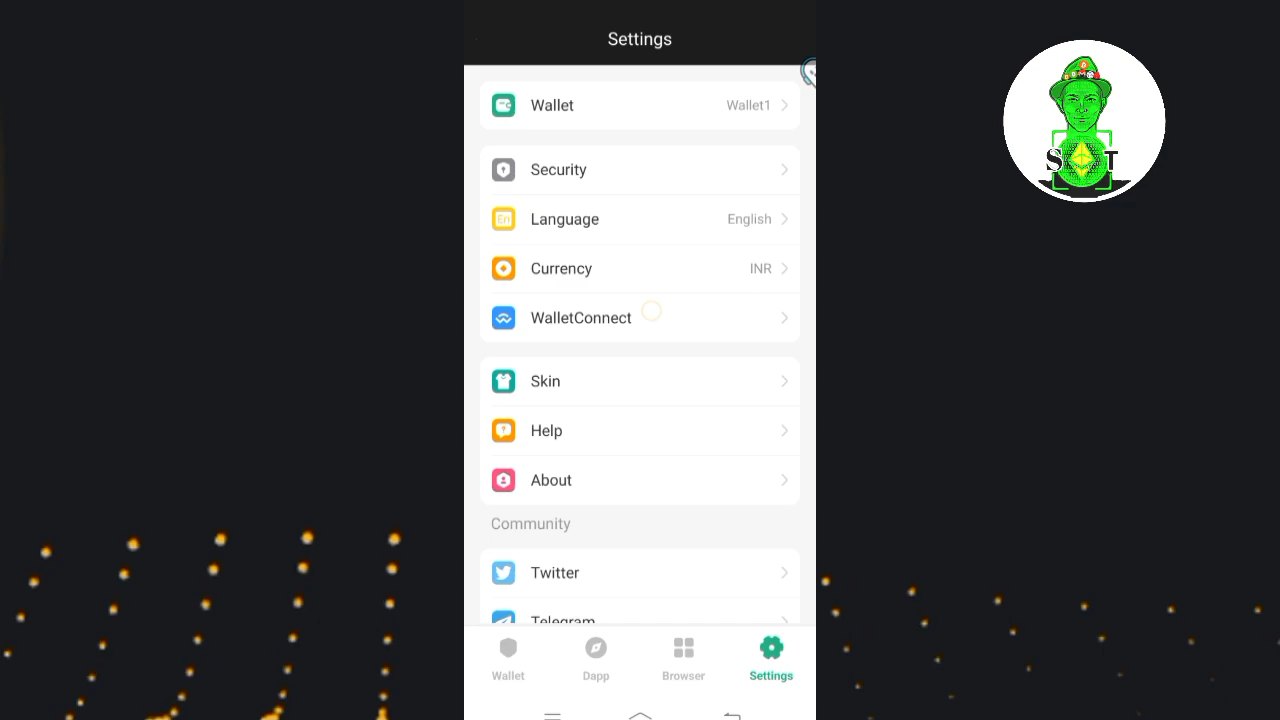 Settings
Wallet
Wallet1
Security
Language
English
Currency
INR
WalletConnect
Skin
Help
About
Community
Twitter
Telegram
Wallet
Dapp
Browser
Settings
S T